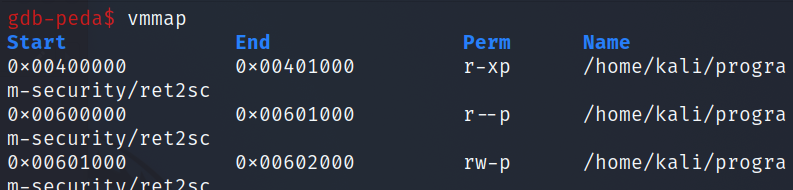 gdb-peda$ vmmap
Start End Perm Name
0x00400000 0x00401000 r-xp /home/kali/progra
m-security/ret2sc
0x00600000 0x00601000 r--p /home/kali/progra
m-security/ret2sc
0x00601000 0x00602000 rw-p /home/kali/progra
m-security/ret2sc